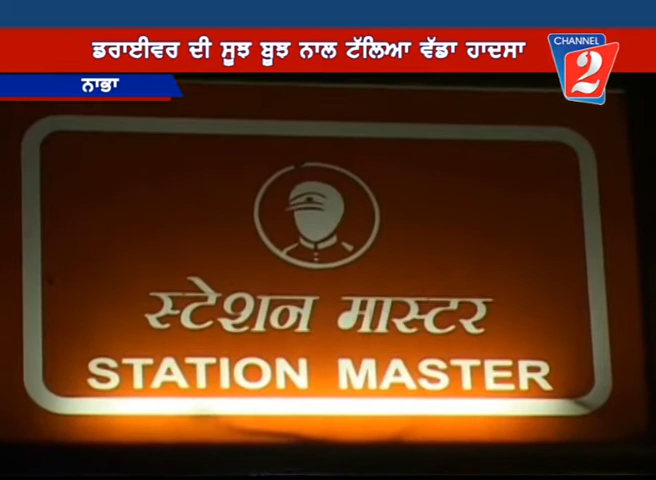 ਡਰਾਈਵਰ ਦੀ ਸੂਝ ਬੂਝ ਨਾਲ ਟੱਲਿਆ ਵੱਡਾ ਹਾਦਸਾ
CHANNEL
2
ਨਾਭਾ
स्टेशन मास्टर
STATION MASTER